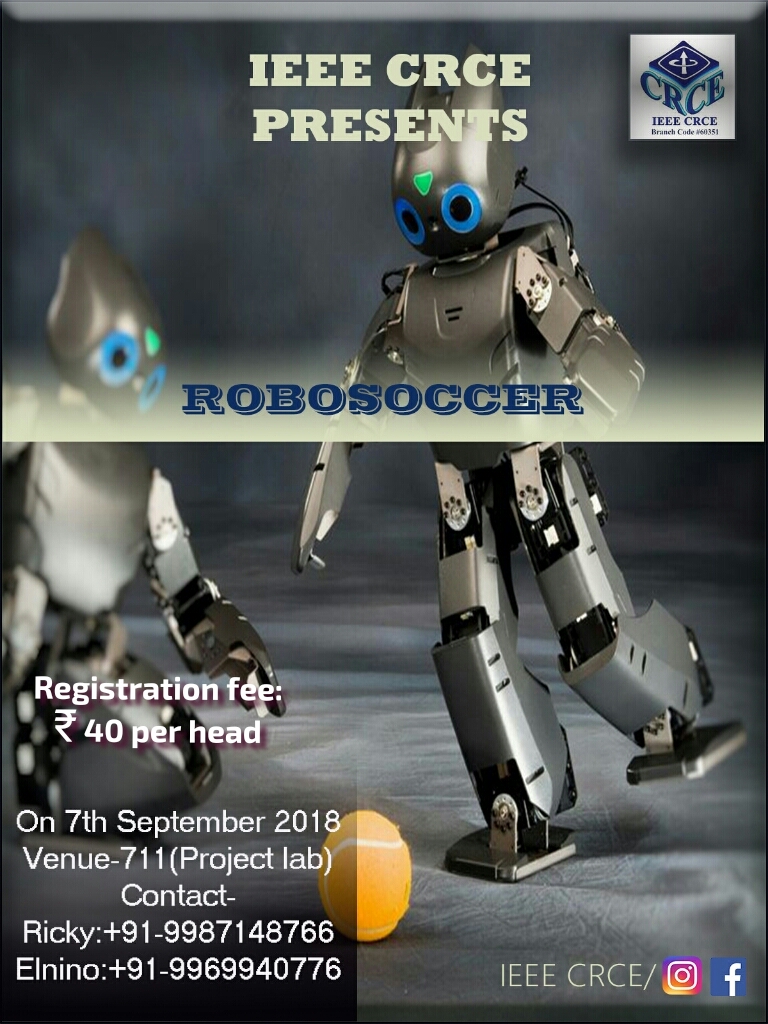 IEEE CRCE
PRESENTS
CRCE
IEEE CRCE
Branch Code #60351
ROBOSOCCER
Registration fee:
₹ 40 per head
On 7th September 2018
Venue-711(Project lab)
Contact-
Ricky:+91-9987148766
Elnino:+91-9969940776
IEEE CRCE/